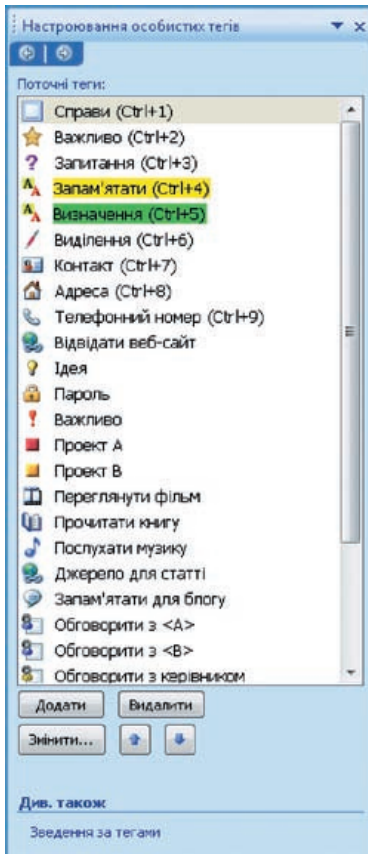 Настроювання особистих тегів
Поточні теги:
Справи (Ctrl+1)
Важливо (Ctrl+2)
Запитання (Ctrl+3)
Запам'ятати (Ctrl+4)
Визначення (Ctrl+5)
Виділення (Ctrl+6)
Контакт (Ctrl+7)
Адреса (Ctrl+8)
Телефонний номер (Ctrl+9)
Відвідати веб-сайт
Ідея
Пароль
Важливо
Проект A
Проект B
Переглянути фільм
Прочитати книгу
Послухати музику
Джерело для статті
Запам'ятати для блогу
Обговорити з <A>
Обговорити з <B>
Обговорити з керівником
Додати Видалити
Змінити...
Див. також
Зведення за тегами